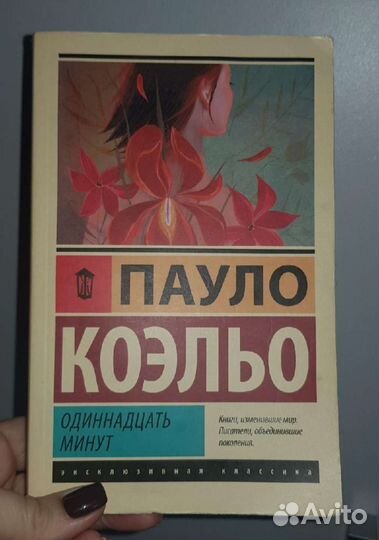 ПАУЛО
КОЭЛЬО
ОДИННАДЦАТЬ
МИНУТ
Книги, изменившие мир.
Писатели, объединившие
поколения.
ЭКСКЛЮЗИВНАЯ КЛАССИКА
Avito